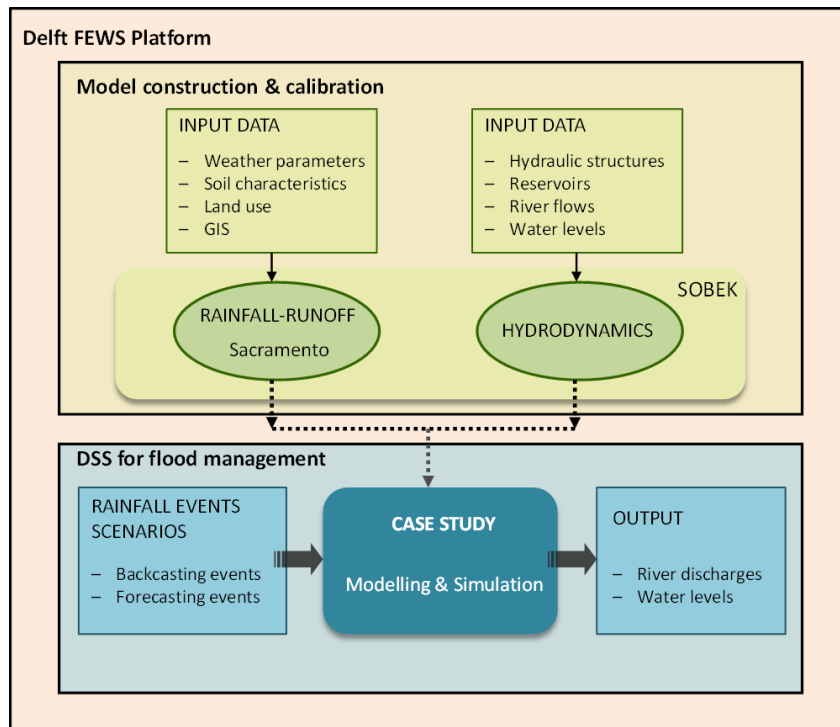 Delft FEWS Platform
Model construction & calibration
INPUT DATA
– Weather parameters
– Soil characteristics
– Land use
– GIS
INPUT DATA
– Hydraulic structures
– Reservoirs
– River flows
– Water levels
SOBEK
RAINFALL-RUNOFF
Sacramento
HYDRODYNAMICS
DSS for flood management
RAINFALL EVENTS
SCENARIOS
– Backcasting events
– Forecasting events
CASE STUDY
Modelling & Simulation
OUTPUT
– River discharges
– Water levels